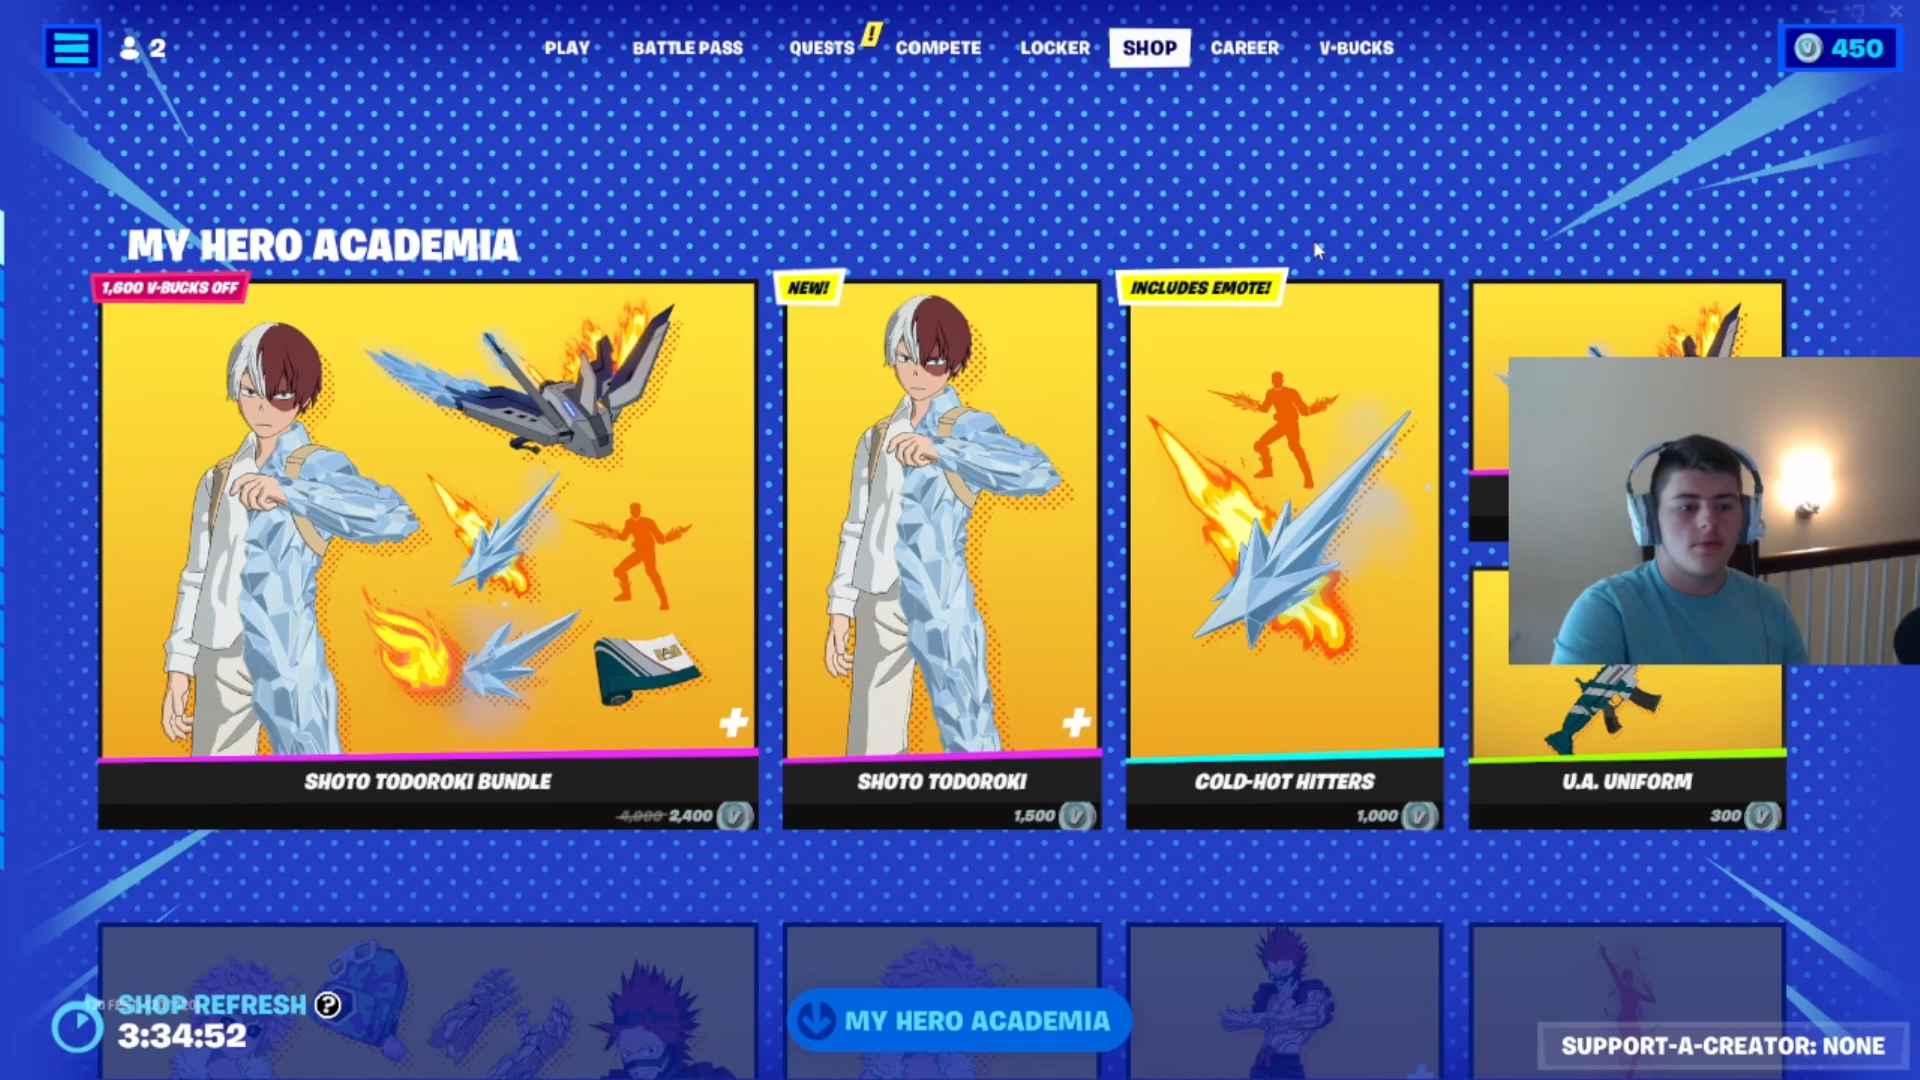 2
PLAY
BATTLE PASS
QUESTS
!
COMPETE
LOCKER
SHOP
CAREER
V-BUCKS
450
MY HERO ACADEMIA
1,600 V-BUCKS OFF
NEW!
INCLUDES EMOTE!
SHOTO TODOROKI BUNDLE
4,000 2,400
SHOTO TODOROKI
1,500
COLD-HOT HITTERS
1,000
U.A. UNIFORM
300
SHOP REFRESH ?
3:34:52
MY HERO ACADEMIA
SUPPORT-A-CREATOR: NONE